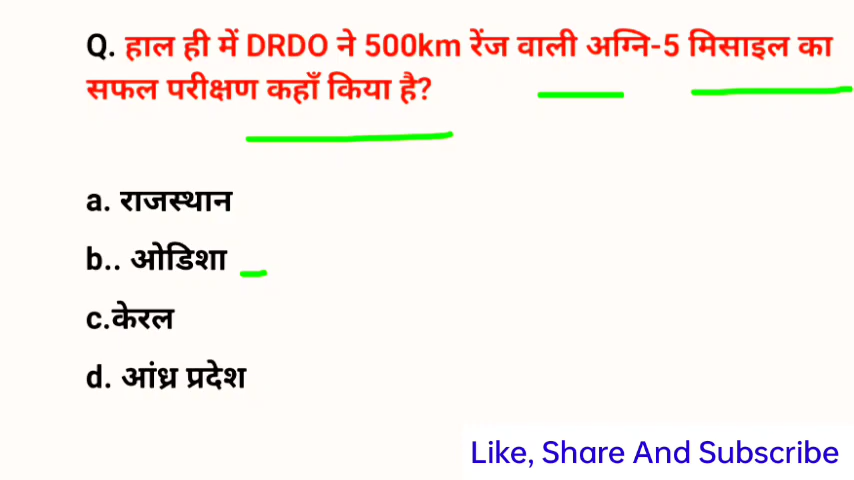 Q. हाल ही में DRDO ने 500km रेंज वाली अग्नि-5 मिसाइल का
सफल परीक्षण कहाँ किया है?
a. राजस्थान
b.. ओडिशा
c.केरल
d. आंध्र प्रदेश
Like, Share And Subscribe